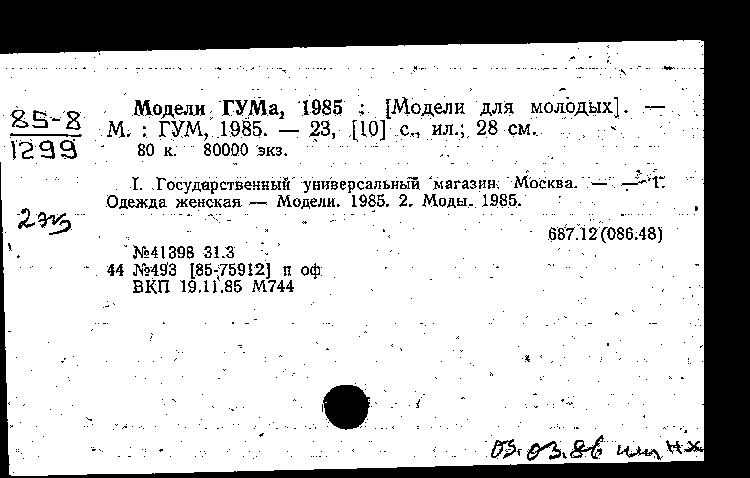 85-8
1299
2 экз
Модели ГУМа, 1985 : [Модели для молодых]. —
М. : ГУМ, 1985. — 23, [10] с., ил.; 28 см.
80 к. 80000 экз.
I. Государственный универсальный магазин. Москва. — — 1.
Одежда женская — Модели. 1985. 2. Моды. 1985.
687.12(086.48)
№41398 31.3
44 №493 [85-75912] п оф
ВКП 19.11.85 М744
03.03.86